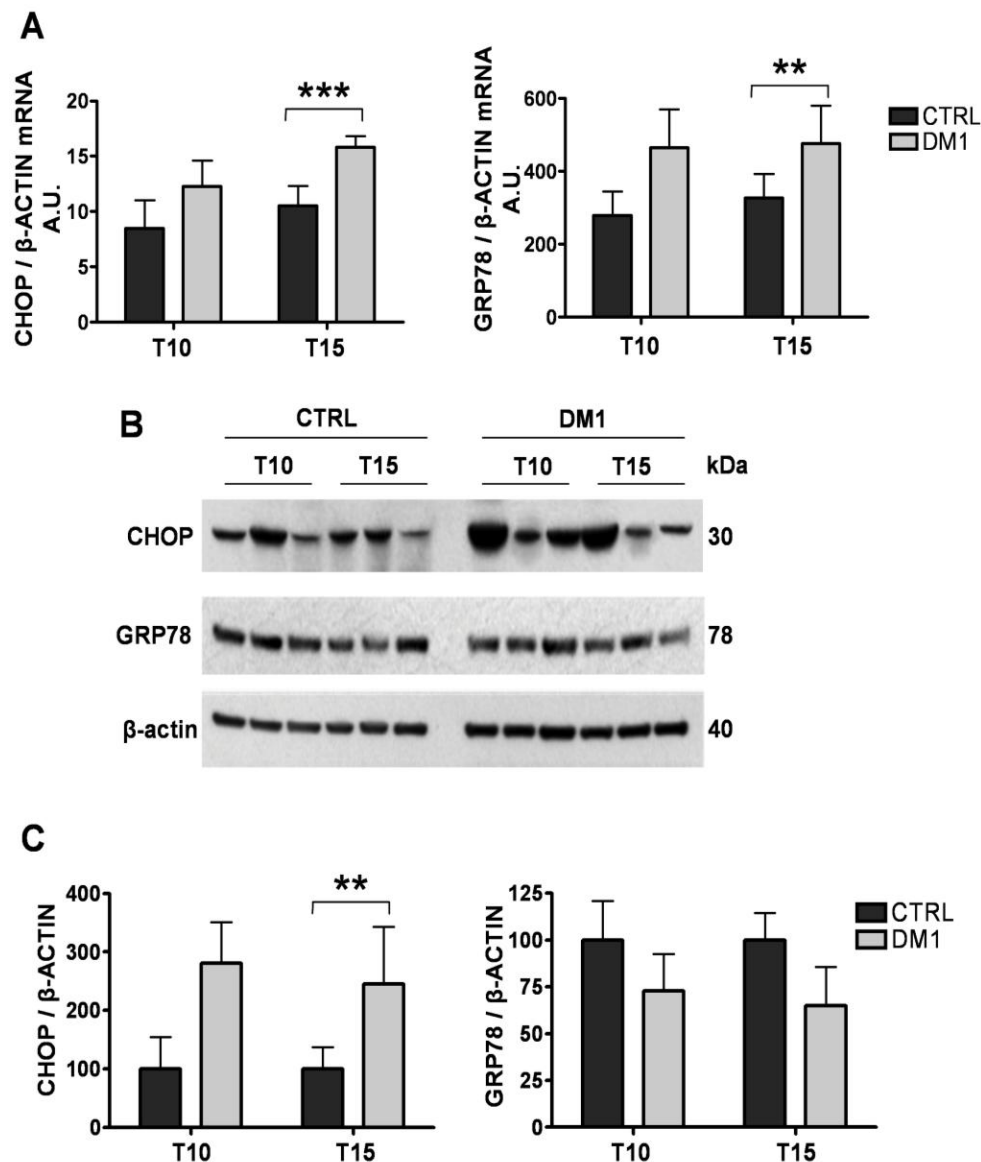 A
CHOP / β-ACTIN mRNA
A.U.
20
15
10
5
0
***
T10
T15
GRP78 / β-ACTIN mRNA
A.U.
600
400
200
0
**
T10
T15
CTRL
DM1
B
CTRL
DM1
T10
T15
T10
T15
kDa
CHOP
30
GRP78
78
β-actin
40
C
CHOP / β-ACTIN
400
300
200
100
0
**
T10
T15
GRP78 / β-ACTIN
125
100
75
50
25
0
T10
T15
CTRL
DM1